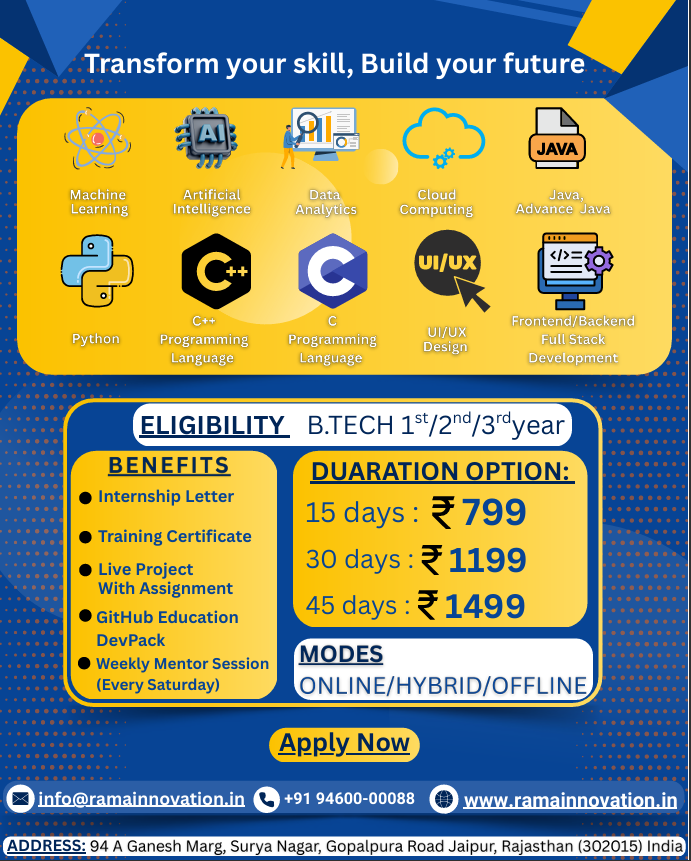 Transform your skill, Build your future
AI
JAVA
Machine
Learning
Artificial
Intelligence
Data
Analytics
Cloud
Computing
Java,
Advance Java
C++
C
UI/UX
</>
Python
C++
Programming
Language
C
Programming
Language
UI/UX
Design
Frontend/Backend
Full Stack
Development
ELIGIBILITY B.TECH 1st/2nd/3rdyear
BENEFITS
Internship Letter
Training Certificate
Live Project
With Assignment
GitHub Education
DevPack
Weekly Mentor Session
(Every Saturday)
DUARATION OPTION:
15 days : ₹ 799
30 days : ₹ 1199
45 days : ₹ 1499
MODES
ONLINE/HYBRID/OFFLINE
Apply Now
info@ramainnovation.in +91 94600-00088 www.ramainnovation.in
ADDRESS: 94 A Ganesh Marg, Surya Nagar, Gopalpura Road Jaipur, Rajasthan (302015) India